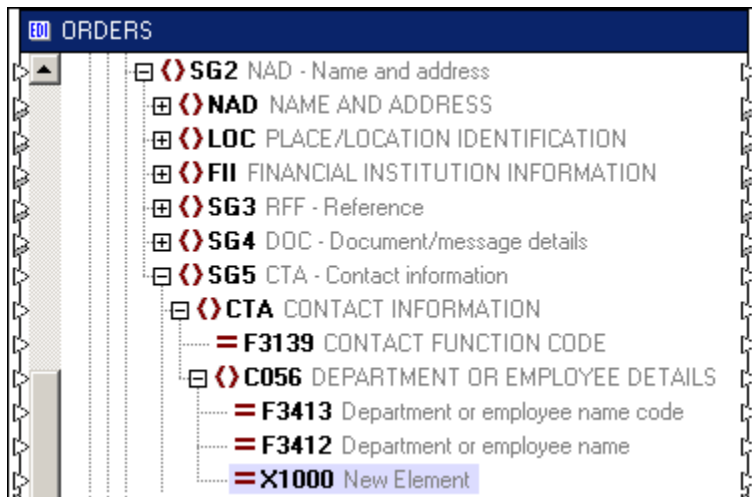 EDI ORDERS
SG2 NAD - Name and address
NAD NAME AND ADDRESS
LOC PLACE/LOCATION IDENTIFICATION
FII FINANCIAL INSTITUTION INFORMATION
SG3 RFF - Reference
SG4 DOC - Document/message details
SG5 CTA - Contact information
CTA CONTACT INFORMATION
F3139 CONTACT FUNCTION CODE
C056 DEPARTMENT OR EMPLOYEE DETAILS
F3413 Department or employee name code
F3412 Department or employee name
X1000 New Element